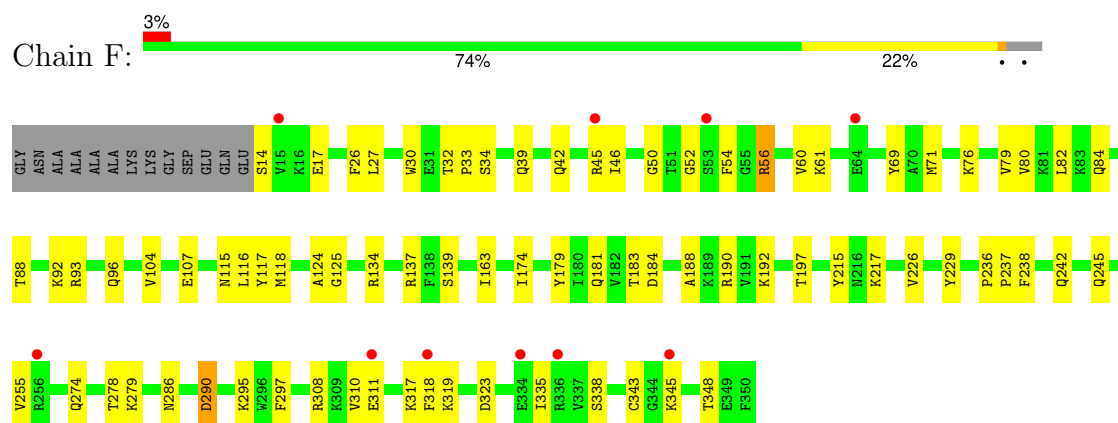 3%
Chain F:
74% 22% • •
GLY ASN ALA ALA ALA ALA LYS LYS GLY SEP GLU GLN GLU S14 V15 K16 E17 F26 L27 W30 E31 T32 P33 S34 Q39 Q42 R45 I46 G50 T51 G52 S53 F54 G55 R56 V60 K61 E64 Y69 A70 M71 K76 V79 V80 K81 L82 K83 Q84
T88 K92 R93 Q96 V104 E107 N115 L116 Y117 M118 A124 G125 R134 R137 F138 S139 I163 I174 Y179 I180 Q181 V182 T183 D184 A188 K189 R190 V191 K192 T197 Y215 N216 K217 V226 Y229 P236 P237 F238 Q242 Q245
V255 R256 Q274 T278 K279 N286 D290 K295 W296 F297 R308 K309 V310 E311 K317 F318 K319 D323 E334 I335 R336 V337 S338 C343 G344 K345 T348 E349 F350